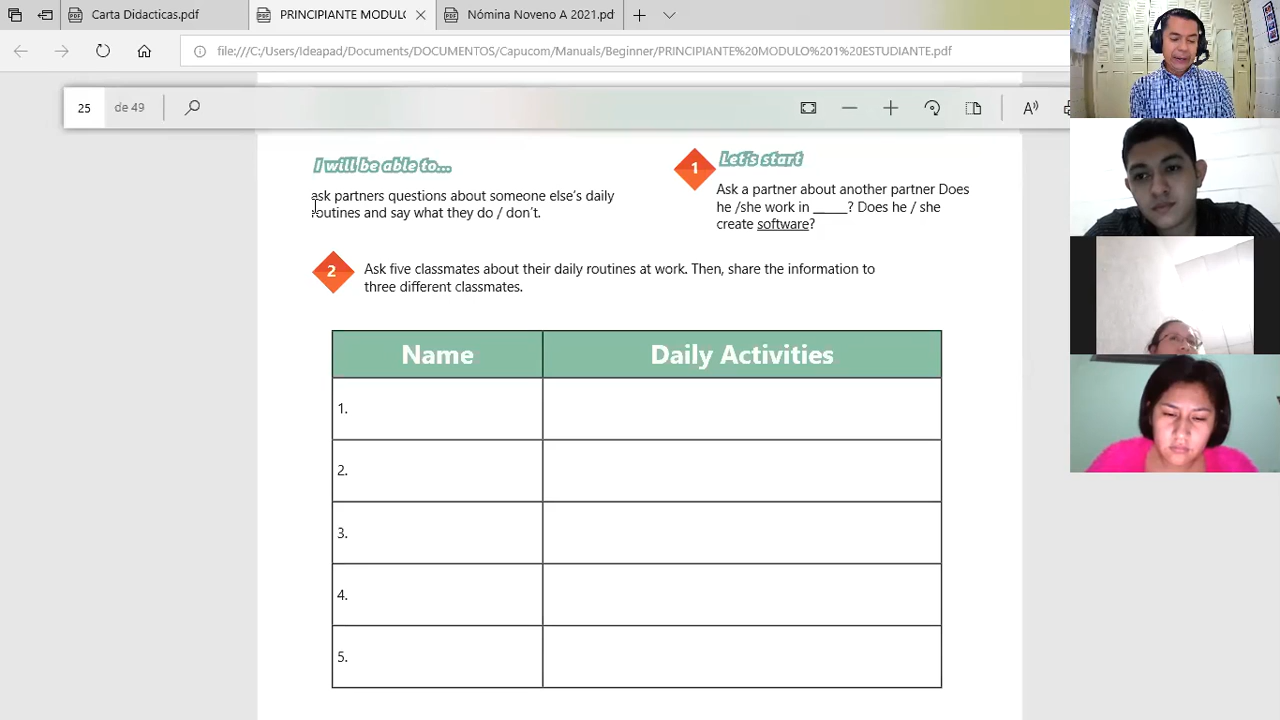 Carta Didacticas.pdf
PRINCIPIANTE MODULO
Nómina Noveno A 2021.
file:///C:/Users/Ideapad/Documents/DOCUMENTOS/Capucom/Manuals/Beginner/PRINCIPIANTE%20MODULO%201%20ESTUDIANTE.pdf
25 de 49
I will be able to...
ask partners questions about someone else's daily
routines and say what they do / don't.
1
Let's start
Ask a partner about another partner Does
he /she work in _____? Does he / she
create software?
2
Ask five classmates about their daily routines at work. Then, share the information to
three different classmates.
Name Daily Activities
1.
2.
3.
4.
5.